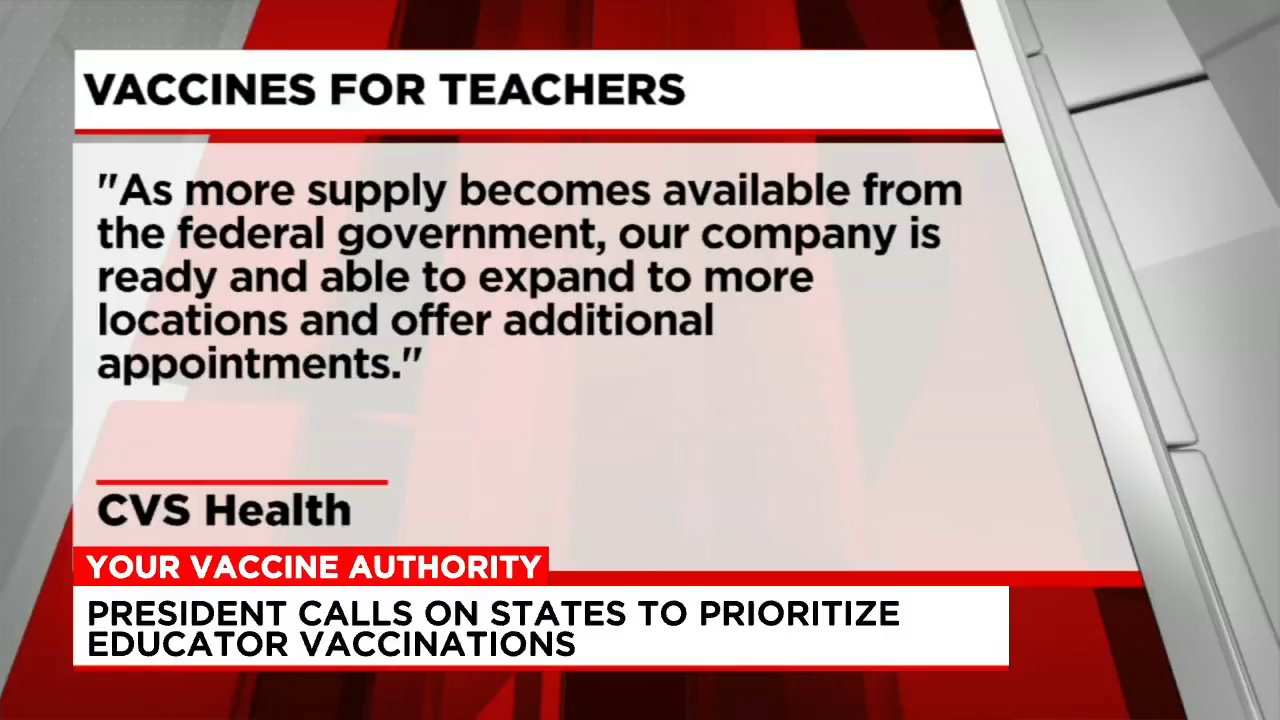 VACCINES FOR TEACHERS
"As more supply becomes available from
the federal government, our company is
ready and able to expand to more
locations and offer additional
appointments."
CVS Health
YOUR VACCINE AUTHORITY
PRESIDENT CALLS ON STATES TO PRIORITIZE
EDUCATOR VACCINATIONS